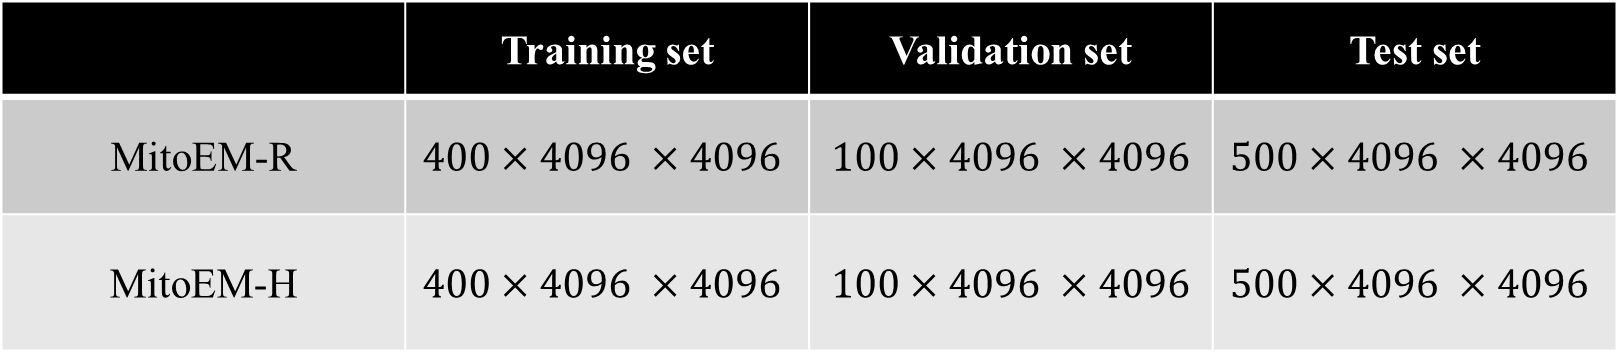 Training set Validation set Test set
MitoEM-R 400 × 4096 × 4096 100 × 4096 × 4096 500 × 4096 × 4096
MitoEM-H 400 × 4096 × 4096 100 × 4096 × 4096 500 × 4096 × 4096